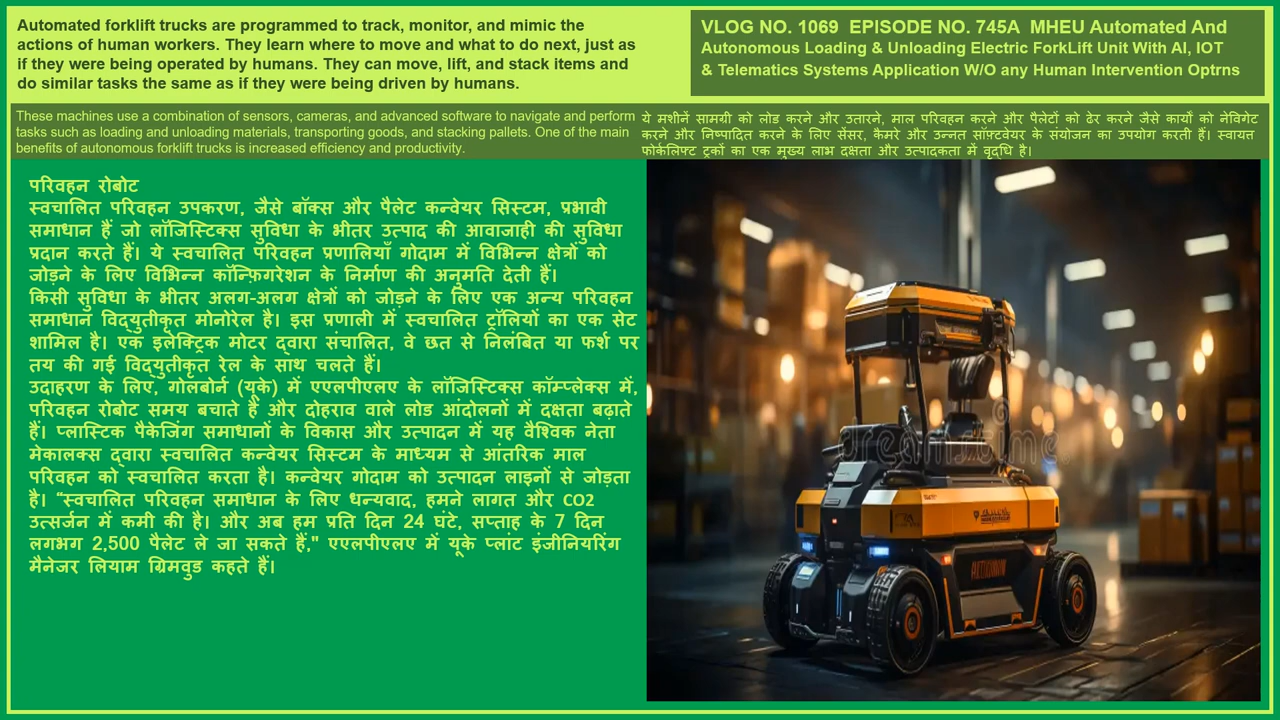 Automated forklift trucks are programmed to track, monitor, and mimic the
actions of human workers. They learn where to move and what to do next, just as
if they were being operated by humans. They can move, lift, and stack items and
do similar tasks the same as if they were being driven by humans.
VLOG NO. 1069 EPISODE NO. 745A MHEU Automated And
Autonomous Loading & Unloading Electric ForkLift Unit With AI, IOT
& Telematics Systems Application W/O any Human Intervention Optrns
These machines use a combination of sensors, cameras, and advanced software to navigate and perform
tasks such as loading and unloading materials, transporting goods, and stacking pallets. One of the main
benefits of autonomous forklift trucks is increased efficiency and productivity.
ये मशीनें सामग्री को लोड करने और उतारने, माल परिवहन करने और पैलेटों को ढेर करने जैसे कार्यों को नेविगेट
करने और निष्पादित करने के लिए सेंसर, कैमरे और उन्नत सॉफ़्टवेयर के संयोजन का उपयोग करती हैं। स्वायत्त
फोर्कलिफ्ट ट्रकों का एक मुख्य लाभ दक्षता और उत्पादकता में वृद्धि है।
परिवहन रोबोट
स्वचालित परिवहन उपकरण, जैसे बॉक्स और पैलेट कन्वेयर सिस्टम, प्रभावी
समाधान हैं जो लॉजिस्टिक्स सुविधा के भीतर उत्पाद की आवाजाही की सुविधा
प्रदान करते हैं। ये स्वचालित परिवहन प्रणालियाँ गोदाम में विभिन्न क्षेत्रों को
जोड़ने के लिए विभिन्न कॉन्फ़िगरेशन के निर्माण की अनुमति देती हैं।
किसी सुविधा के भीतर अलग-अलग क्षेत्रों को जोड़ने के लिए एक अन्य परिवहन
समाधान विद्युतीकृत मोनोरेल है। इस प्रणाली में स्वचालित ट्रॉलियों का एक सेट
शामिल है। एक इलेक्ट्रिक मोटर द्वारा संचालित, वे छत से निलंबित या फर्श पर
तय की गई विद्युतीकृत रेल के साथ चलते हैं।
उदाहरण के लिए, गोलबोर्न (यूके) में एएलपीएलए के लॉजिस्टिक्स कॉम्प्लेक्स में,
परिवहन रोबोट समय बचाते हैं और दोहराव वाले लोड आंदोलनों में दक्षता बढ़ाते
हैं। प्लास्टिक पैकेजिंग समाधानों के विकास और उत्पादन में यह वैश्विक नेता
मेकालक्स द्वारा स्वचालित कन्वेयर सिस्टम के माध्यम से आंतरिक माल
परिवहन को स्वचालित करता है। कन्वेयर गोदाम को उत्पादन लाइनों से जोड़ता
है। “स्वचालित परिवहन समाधान के लिए धन्यवाद, हमने लागत और CO2
उत्सर्जन में कमी की है। और अब हम प्रति दिन 24 घंटे, सप्ताह के 7 दिन
लगभग 2,500 पैलेट ले जा सकते हैं," एएलपीएलए में यूके प्लांट इंजीनियरिंग
मैनेजर लियाम ग्रिमवुड कहते हैं।
dreamstime